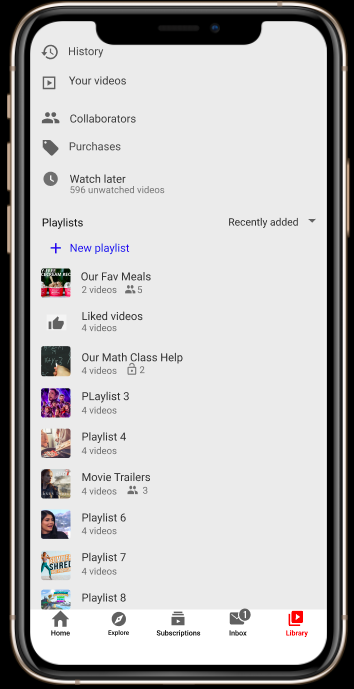 History
Your videos
Collaborators
Purchases
Watch later
596 unwatched videos
Playlists
Recently added
New playlist
Our Fav Meals
2 videos 5
Liked videos
4 videos
Our Math Class Help
4 videos 2
PLaylist 3
4 videos
Playlist 4
4 videos
Movie Trailers
4 videos 3
Playlist 6
4 videos
Playlist 7
4 videos
Playlist 8
1
Home
Explore
Subscriptions
Inbox
Library